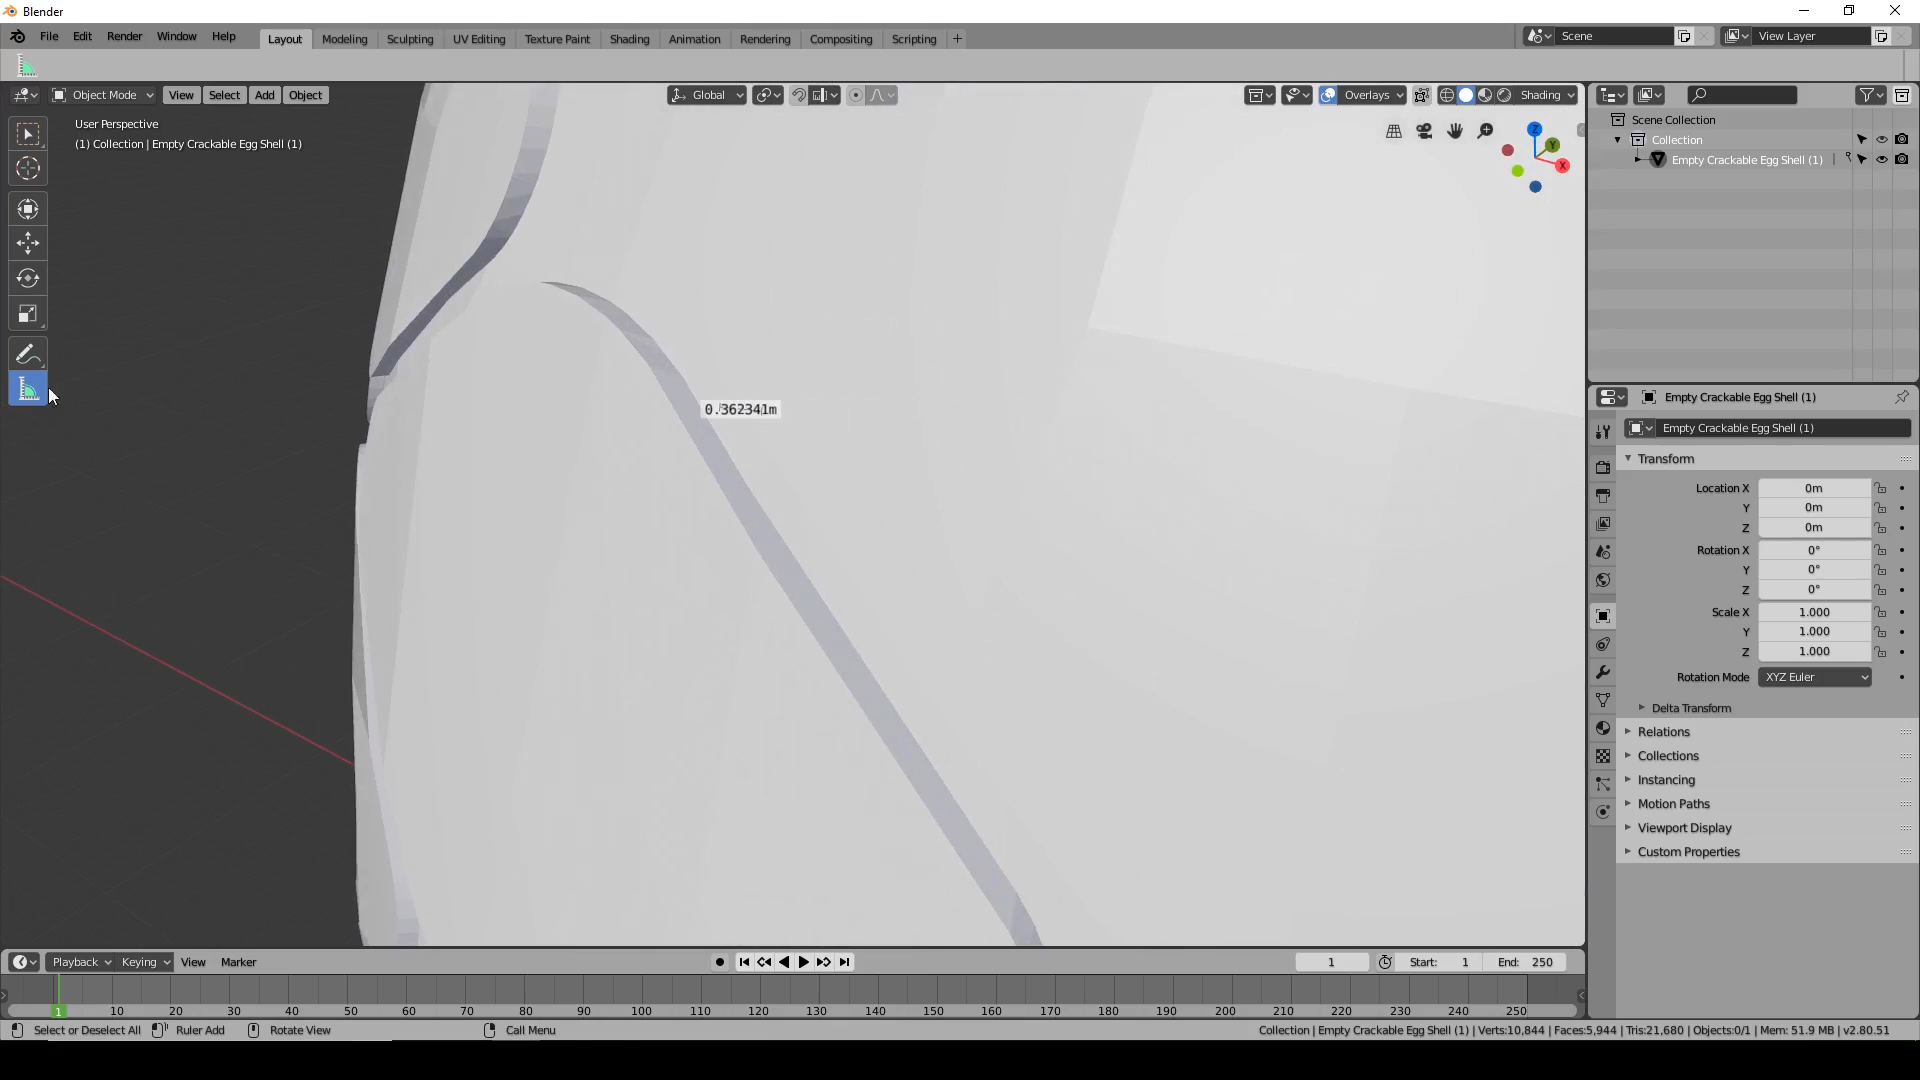 Blender
File Edit Render Window Help
Layout Modeling Sculpting UV Editing Texture Paint Shading Animation Rendering Compositing Scripting +
Scene
View Layer
Object Mode View Select Add Object
Global
Overlays
Shading
User Perspective
(1) Collection | Empty Crackable Egg Shell (1)
Z
Y
X
0.362341m
Scene Collection
Collection
Empty Crackable Egg Shell (1)
Empty Crackable Egg Shell (1)
Empty Crackable Egg Shell (1)
Transform
Location X 0m
Y 0m
Z 0m
Rotation X 0°
Y 0°
Z 0°
Scale X 1.000
Y 1.000
Z 1.000
Rotation Mode XYZ Euler
Delta Transform
Relations
Collections
Instancing
Motion Paths
Viewport Display
Custom Properties
Playback Keying View Marker
1 Start: 1 End: 250
1 10 20 30 40 50 60 70 80 90 100 110 120 130 140 150 160 170 180 190 200 210 220 230 240 250
Select or Deselect All Ruler Add Rotate View Call Menu
Collection | Empty Crackable Egg Shell (1) | Verts:10,844 | Faces:5,944 | Tris:21,680 | Objects:0/1 | Mem: 51.9 MB | v2.80.51